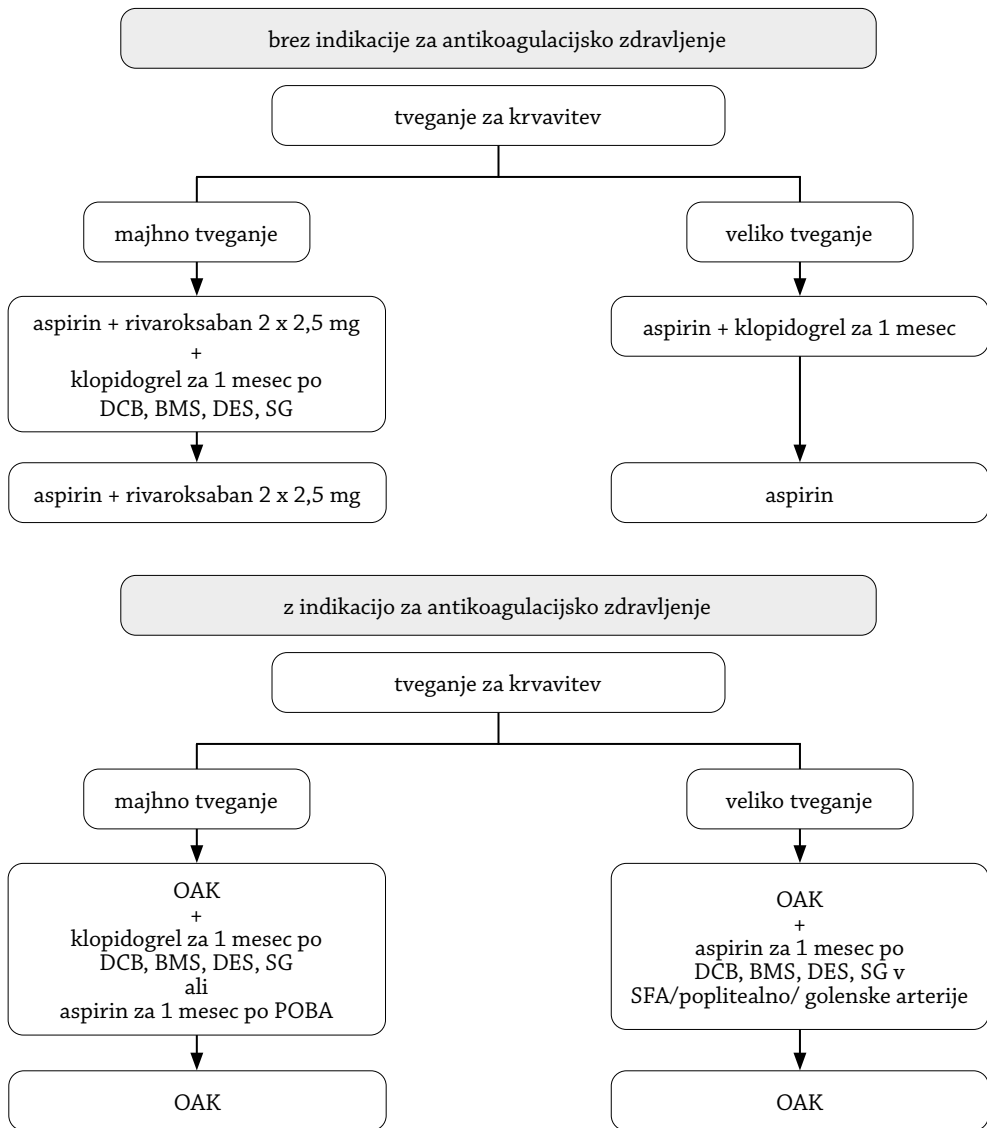 brez indikacije za antikoagulacijsko zdravljenje
tveganje za krvavitev
majhno tveganje
veliko tveganje
aspirin + rivaroksaban 2 x 2,5 mg
+
klopidogrel za 1 mesec po
DCB, BMS, DES, SG
aspirin + klopidogrel za 1 mesec
aspirin + rivaroksaban 2 x 2,5 mg
aspirin
z indikacijo za antikoagulacijsko zdravljenje
tveganje za krvavitev
majhno tveganje
veliko tveganje
OAK
+
klopidogrel za 1 mesec po
DCB, BMS, DES, SG
ali
aspirin za 1 mesec po POBA
OAK
+
aspirin za 1 mesec po
DCB, BMS, DES, SG v
SFA/poplitealno/ golenske arterije
OAK
OAK